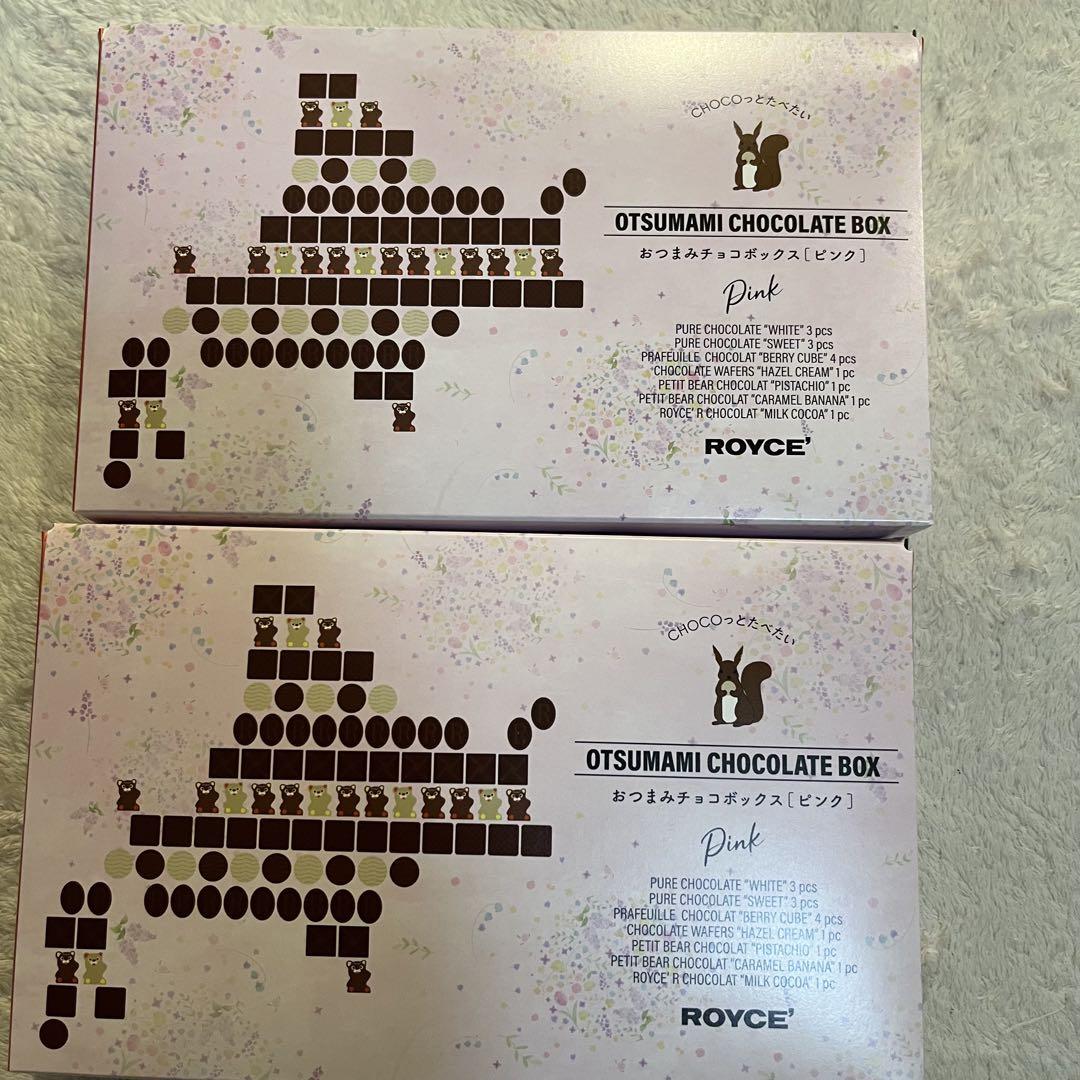 CHOCOっとたべたい
OTSUMAMI CHOCOLATE BOX
おつまみチョコボックス[ピンク]
Pink
PURE CHOCOLATE "WHITE" 3 pcs
PURE CHOCOLATE "SWEET" 3 pcs
PRAFEUILLE CHOCOLAT "BERRY CUBE" 4 pcs
CHOCOLATE WAFERS "HAZEL CREAM" 1 pc
PETIT BEAR CHOCOLAT "PISTACHIO" 1 pc
PETIT BEAR CHOCOLAT "CARAMEL BANANA" 1 pc
ROYCE' R CHOCOLAT "MILK COCOA" 1 pc
ROYCE'
CHOCOっとたべたい
OTSUMAMI CHOCOLATE BOX
おつまみチョコボックス[ピンク]
Pink
PURE CHOCOLATE "WHITE" 3 pcs
PURE CHOCOLATE "SWEET" 3 pcs
PRAFEUILLE CHOCOLAT "BERRY CUBE" 4 pcs
CHOCOLATE WAFERS "HAZEL CREAM" 1 pc
PETIT BEAR CHOCOLAT "PISTACHIO" 1 pc
PETIT BEAR CHOCOLAT "CARAMEL BANANA" 1 pc
ROYCE' R CHOCOLAT "MILK COCOA" 1 pc
ROYCE'